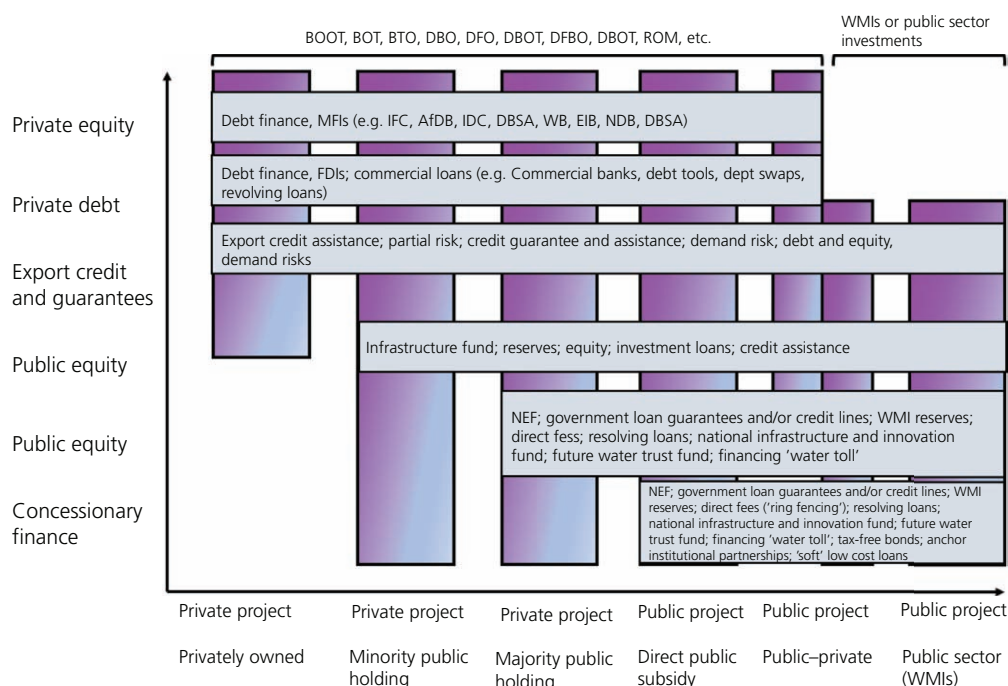 BOOT, BOT, BTO, DBO, DFO, DBOT, DFBO, DBOT, ROM, etc.
WMIs or public sector
investments
Private equity
Debt finance, MFIs (e.g. IFC, AfDB, IDC, DBSA, WB, EIB, NDB, DBSA)
Private debt
Debt finance, FDIs; commercial loans (e.g. Commercial banks, debt tools, dept swaps,
revolving loans)
Export credit
and guarantees
Export credit assistance; partial risk; credit guarantee and assistance; demand risk; debt and equity,
demand risks
Public equity
Infrastructure fund; reserves; equity; investment loans; credit assistance
Public equity
NEF; government loan guarantees and/or credit lines; WMI reserves;
direct fess; resolving loans; national infrastructure and innovation
fund; future water trust fund; financing ‘water toll’
Concessionary
finance
NEF; government loan guarantees and/or credit lines; WMI
reserves; direct fees (‘ring fencing’); resolving loans;
national infrastructure and innovation fund; future water
trust fund; financing ‘water toll’; tax-free bonds; anchor
institutional partnerships; ‘soft’ low cost loans
Private project
Private project
Private project
Public project
Public project
Public project
Privately owned
Minority public
holding
Majority public
holding
Direct public
subsidy
Public–private
Public sector
(WMIs)